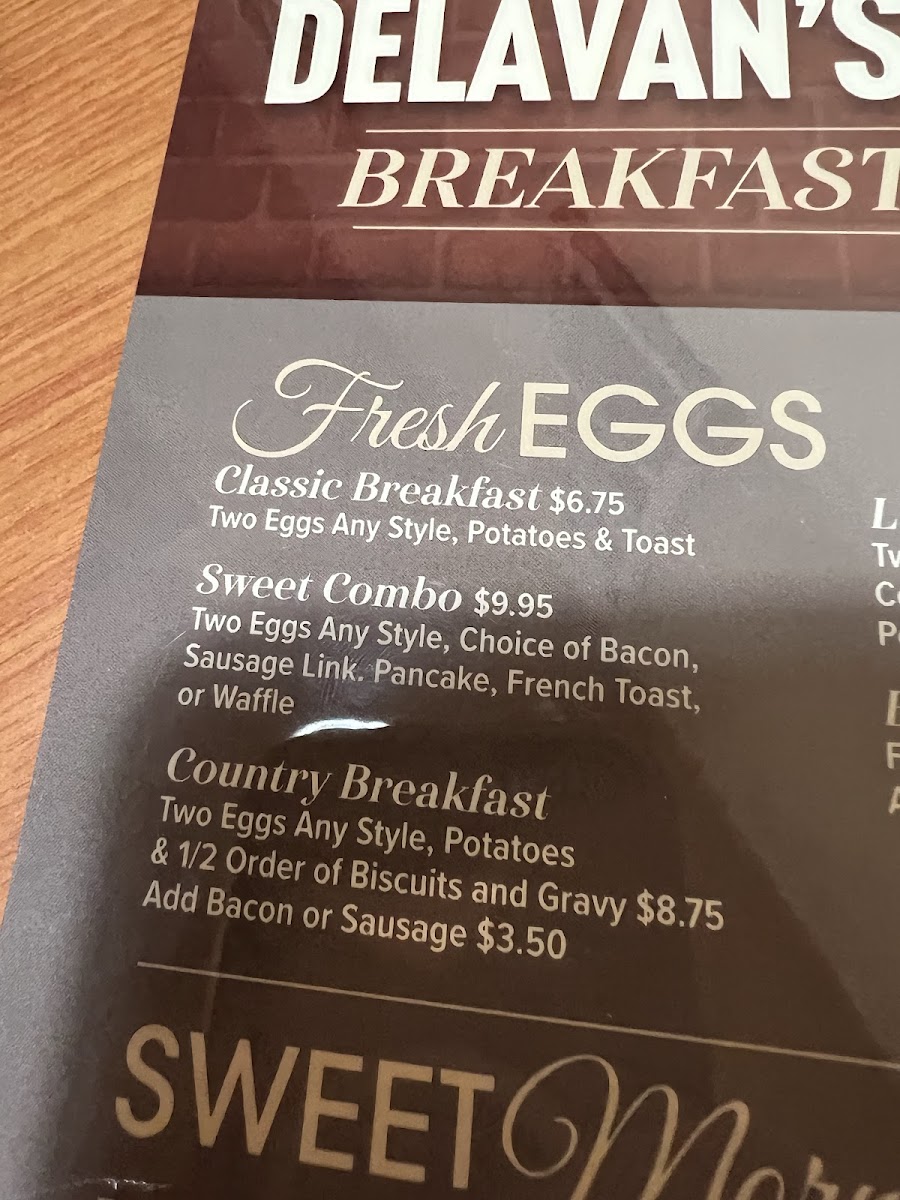 DELAVAN'S
BREAKFAST
Fresh EGGS
Classic Breakfast $6.75
Two Eggs Any Style, Potatoes & Toast
Sweet Combo $9.95
Two Eggs Any Style, Choice of Bacon,
Sausage Link. Pancake, French Toast,
or Waffle
Country Breakfast
Two Eggs Any Style, Potatoes
& 1/2 Order of Biscuits and Gravy $8.75
Add Bacon or Sausage $3.50
SWEET